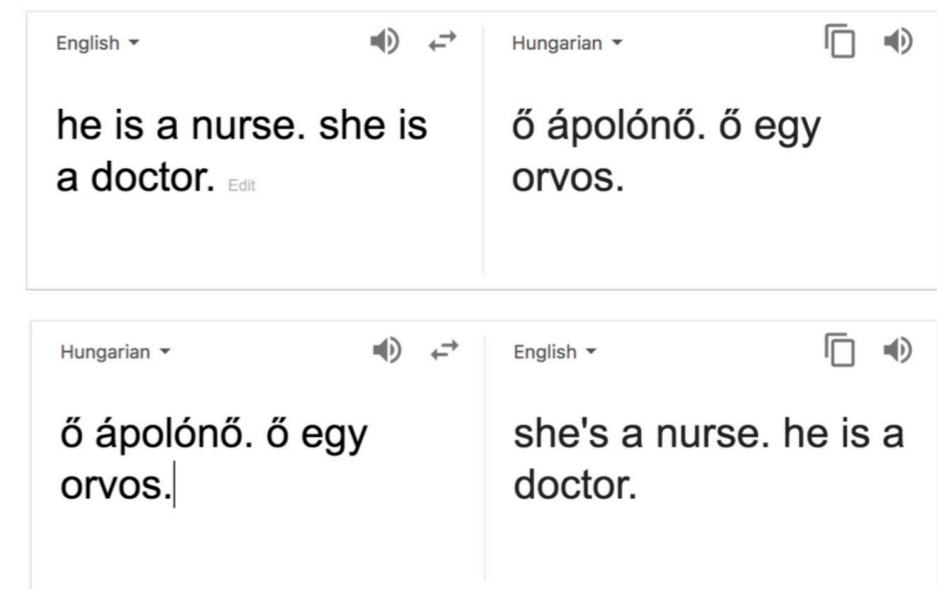 English
Hungarian
he is a nurse. she is
a doctor. Edit
ő ápolónő. ő egy
orvos.
Hungarian
English
ő ápolónő. ő egy
orvos.
she's a nurse. he is a
doctor.